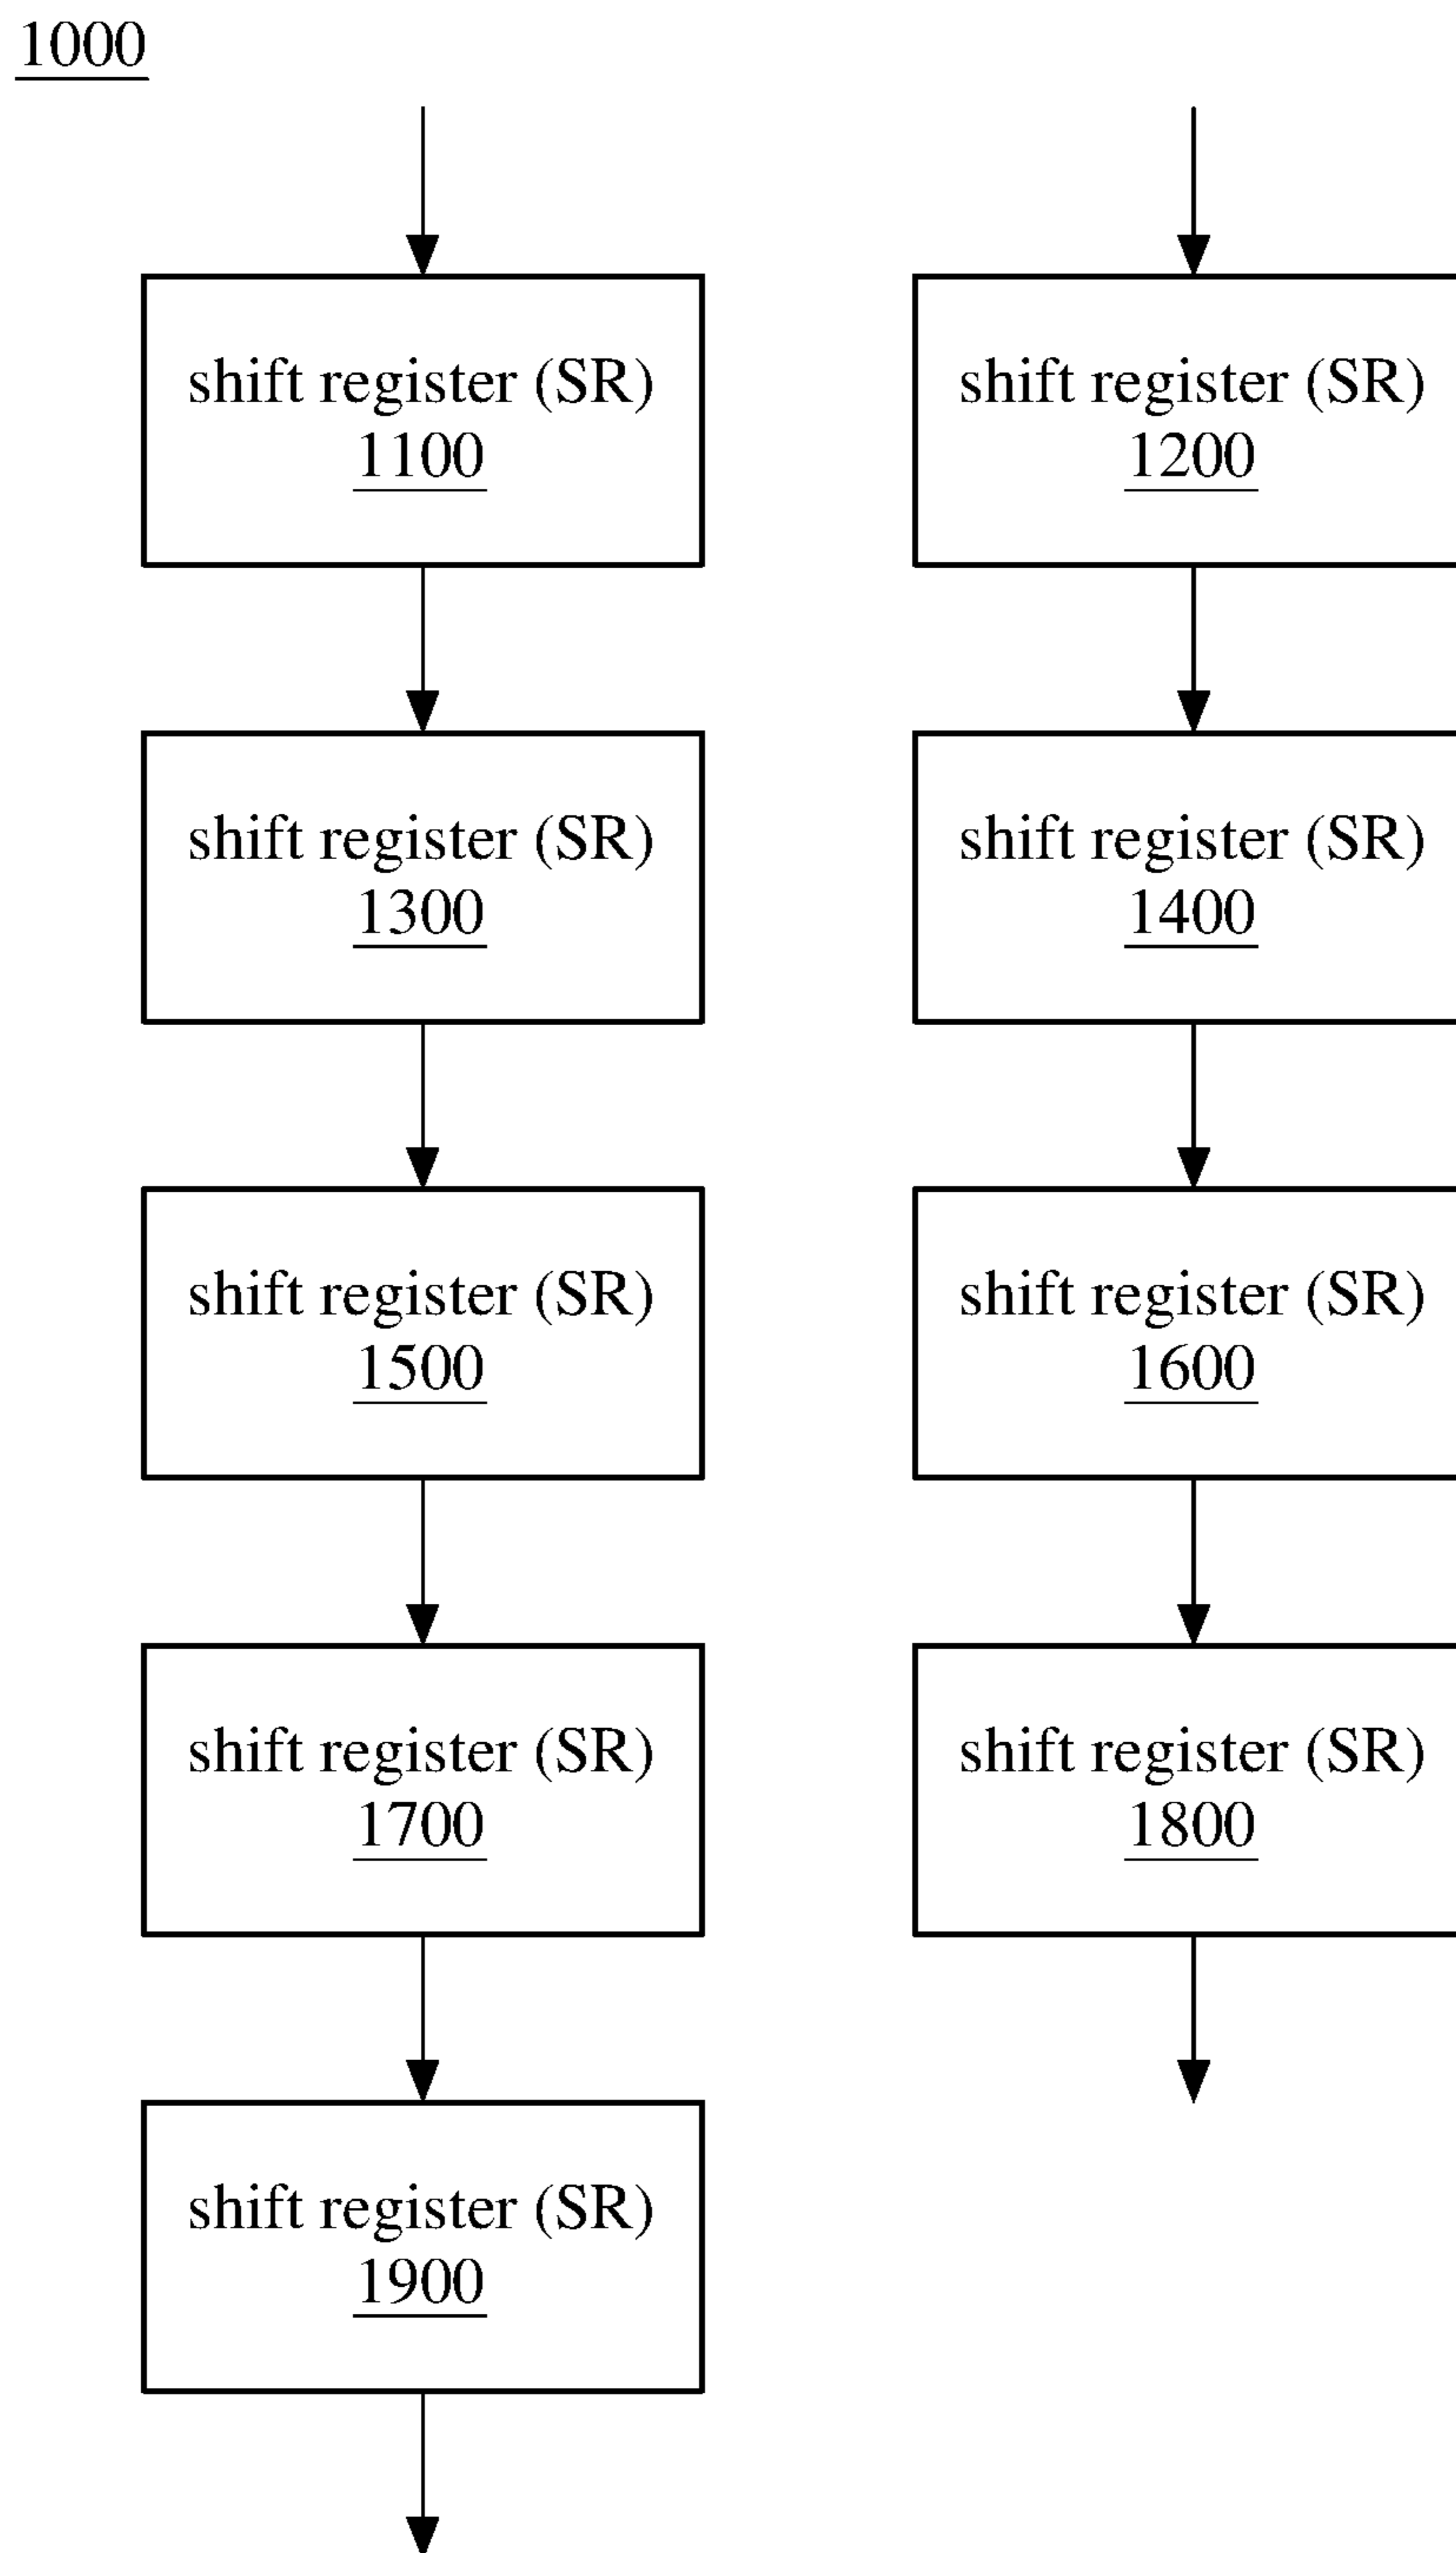 1000
shift register (SR)
1100
shift register (SR)
1200
shift register (SR)
1300
shift register (SR)
1400
shift register (SR)
1500
shift register (SR)
1600
shift register (SR)
1700
shift register (SR)
1800
shift register (SR)
1900